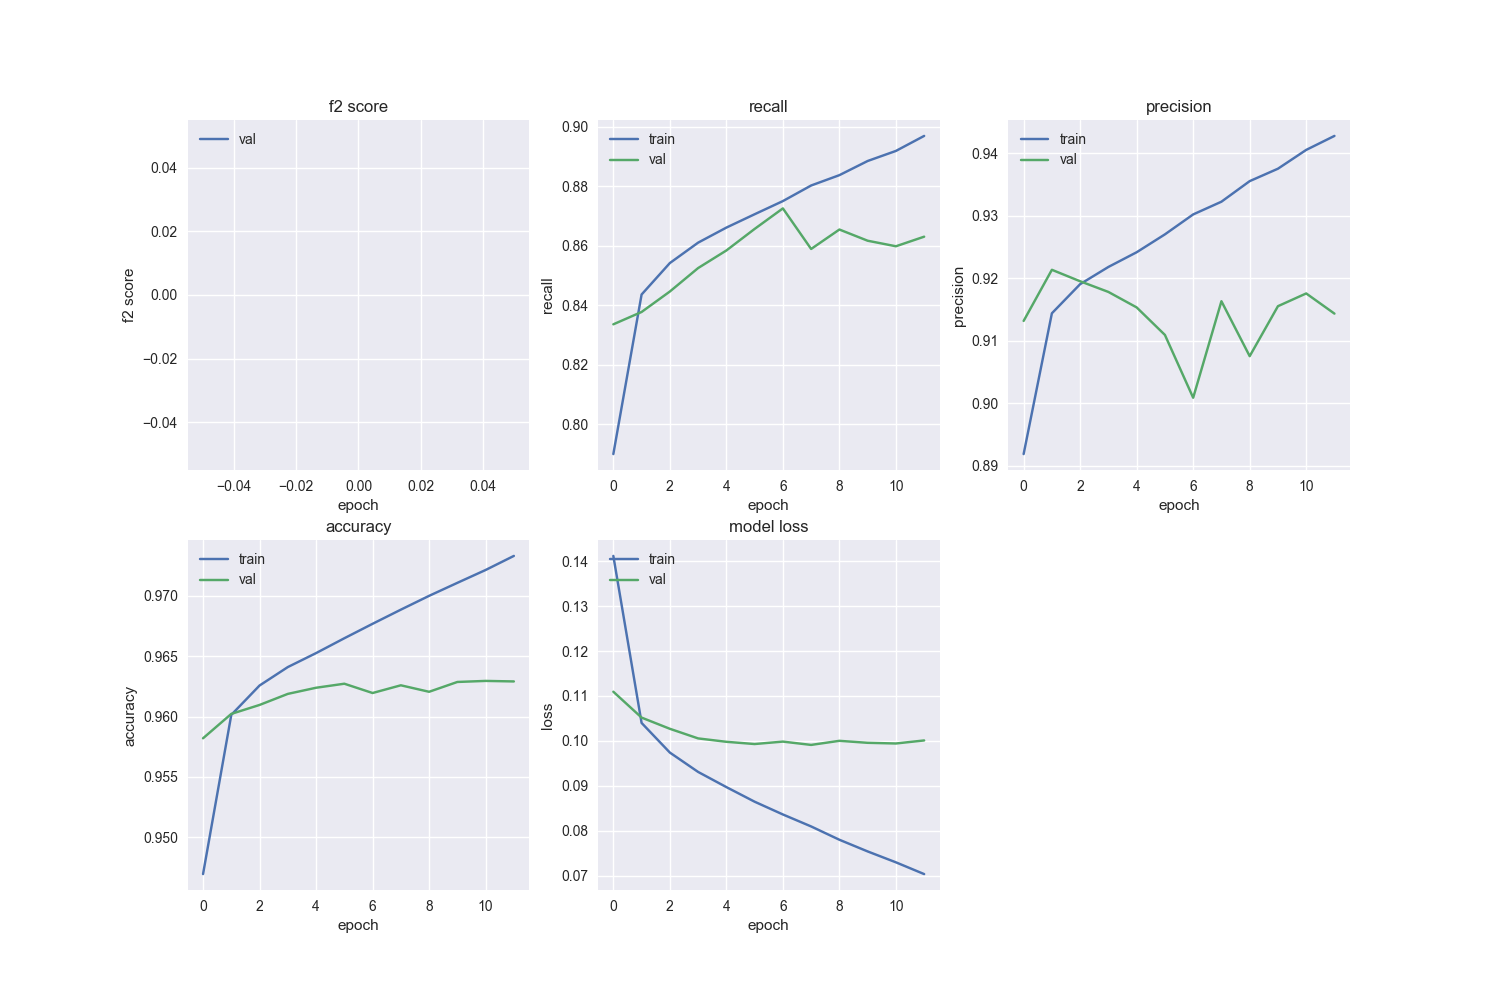 f2 score
val
f2 score
0.04
0.02
0.00
−0.02
−0.04
−0.04 −0.02 0.00 0.02 0.04
epoch
recall
train
val
recall
0.90
0.88
0.86
0.84
0.82
0.80
0 2 4 6 8 10
epoch
precision
train
val
precision
0.94
0.93
0.92
0.91
0.90
0.89
0 2 4 6 8 10
epoch
accuracy
train
val
accuracy
0.970
0.965
0.960
0.955
0.950
0 2 4 6 8 10
epoch
model loss
train
val
loss
0.14
0.13
0.12
0.11
0.10
0.09
0.08
0.07
0 2 4 6 8 10
epoch